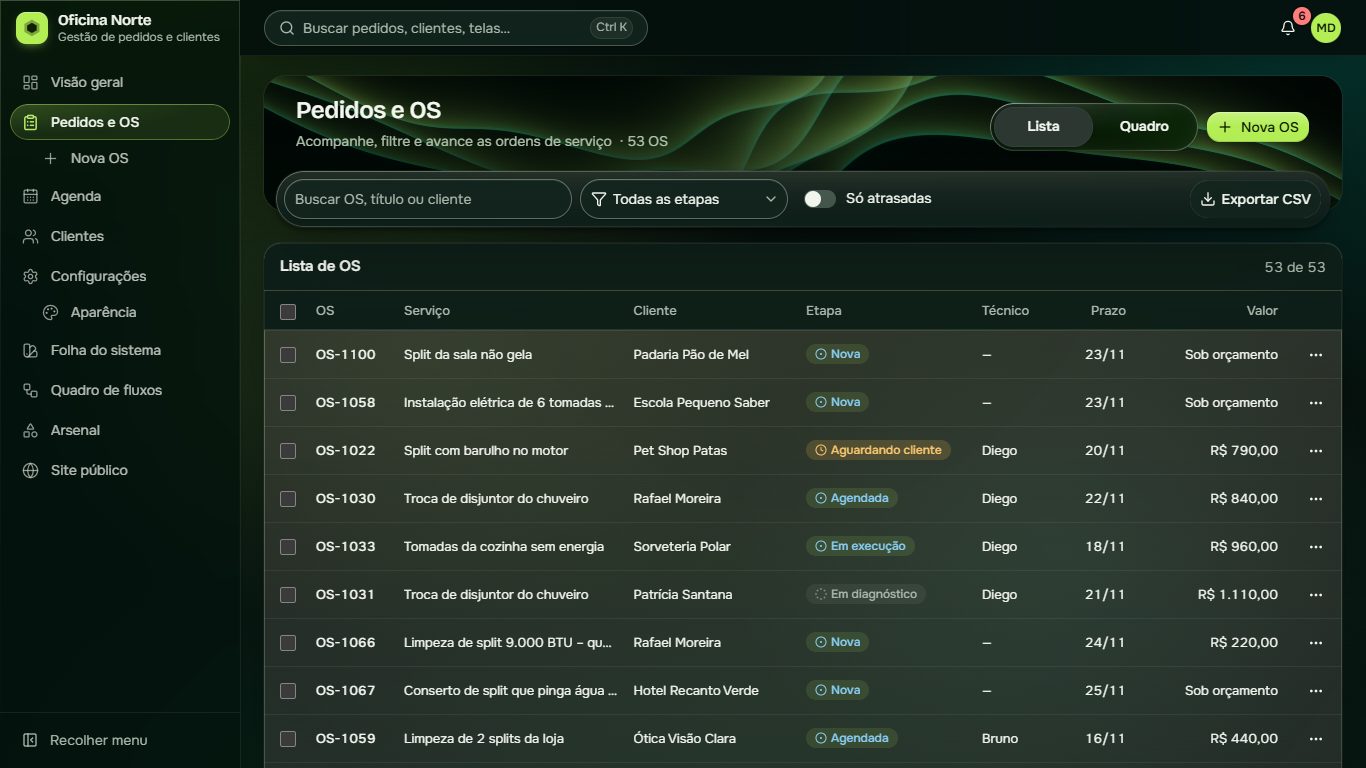 Oficina Norte
Gestão de pedidos e clientes
Buscar pedidos, clientes, telas...
Ctrl K
6
MD
Visão geral
Pedidos e OS
Nova OS
Agenda
Clientes
Configurações
Aparência
Folha do sistema
Quadro de fluxos
Arsenal
Site público
Recolher menu
Pedidos e OS
Acompanhe, filtre e avance as ordens de serviço · 53 OS
Lista
Quadro
Nova OS
Buscar OS, título ou cliente
Todas as etapas
Só atrasadas
Exportar CSV
Lista de OS
53 de 53
OS Serviço Cliente Etapa Técnico Prazo Valor
OS-1100 Split da sala não gela Padaria Pão de Mel Nova – 23/11 Sob orçamento
OS-1058 Instalação elétrica de 6 tomadas ... Escola Pequeno Saber Nova – 23/11 Sob orçamento
OS-1022 Split com barulho no motor Pet Shop Patas Aguardando cliente Diego 20/11 R$ 790,00
OS-1030 Troca de disjuntor do chuveiro Rafael Moreira Agendada Diego 22/11 R$ 840,00
OS-1033 Tomadas da cozinha sem energia Sorveteria Polar Em execução Diego 18/11 R$ 960,00
OS-1031 Troca de disjuntor do chuveiro Patrícia Santana Em diagnóstico Diego 21/11 R$ 1.110,00
OS-1066 Limpeza de split 9.000 BTU – qu... Rafael Moreira Nova – 24/11 R$ 220,00
OS-1067 Conserto de split que pinga água ... Hotel Recanto Verde Nova – 25/11 Sob orçamento
OS-1059 Limpeza de 2 splits da loja Ótica Visão Clara Agendada Bruno 16/11 R$ 440,00